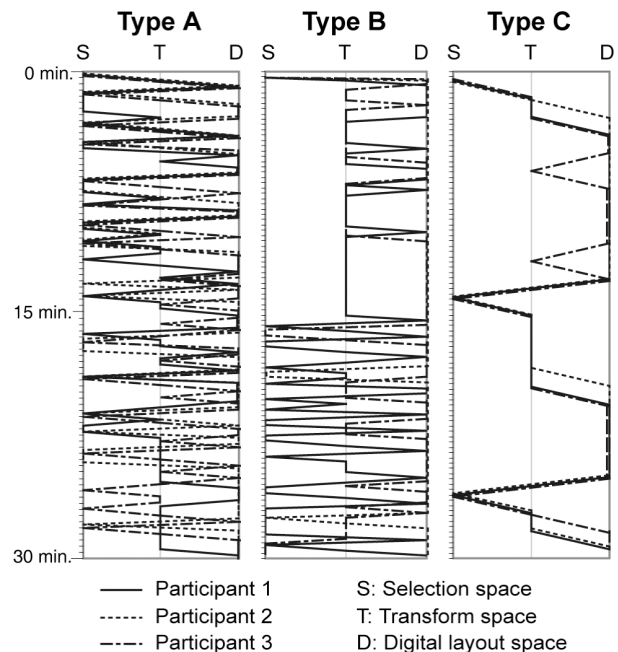 Type A Type B Type C
S T D S T D S T D
0 min.
15 min.
30 min.
Participant 1 S: Selection space
Participant 2 T: Transform space
Participant 3 D: Digital layout space